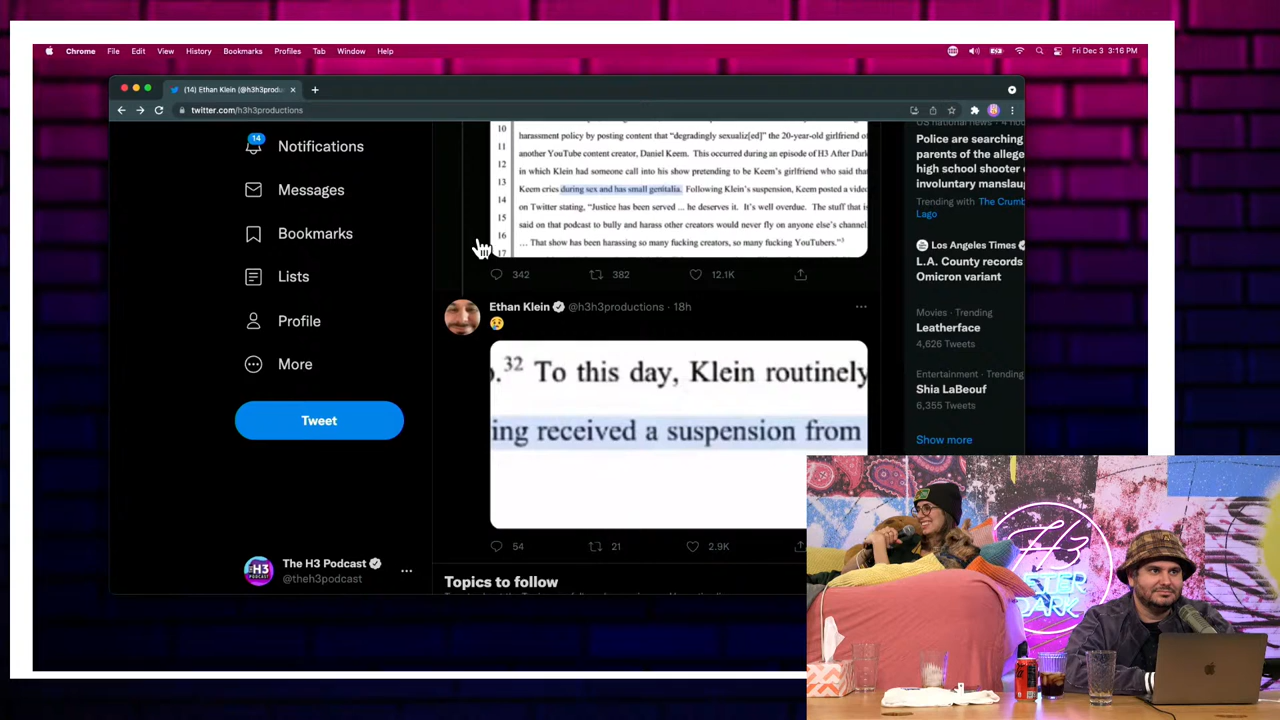 Chrome File Edit View History Bookmarks Profiles Tab Window Help
Fri Dec 3 3:16 PM
(14) Ethan Klein (@h3h3produ
twitter.com/h3h3productions
14
Notifications
Messages
Bookmarks
Lists
Profile
More
Tweet
The H3 Podcast
@theh3podcast
10
11 harassment policy by posting content that “degradingly sexualiz[ed]” the 20-year-old girlfriend of
12 another YouTube content creator, Daniel Keem. This occurred during an episode of H3 After Dark
in which Klein had someone call into his show pretending to be Keem’s girlfriend who said that
13 Keem cries during sex and has small genitalia. Following Klein’s suspension, Keem posted a video
14 on Twitter stating, “Justice has been served ... he deserves it. It’s well overdue. The stuff that is
15 said on that podcast to bully and harass other creators would never fly on anyone else’s channel
16 ... That show has been harassing so many fucking creators, so many fucking YouTubers.”³
17
342 382 12.1K
Ethan Klein @h3h3productions · 18h
😢
.32 To this day, Klein routinely
ing received a suspension from
54 21 2.9K
Topics to follow
Police are searching
parents of the allege
high school shooter
involuntary manslau
Trending with The Crumb
Lago
Los Angeles Times
L.A. County records
Omicron variant
Movies · Trending
Leatherface
4,626 Tweets
Entertainment · Trending
Shia LaBeouf
6,355 Tweets
Show more
H3
AFTER
DARK